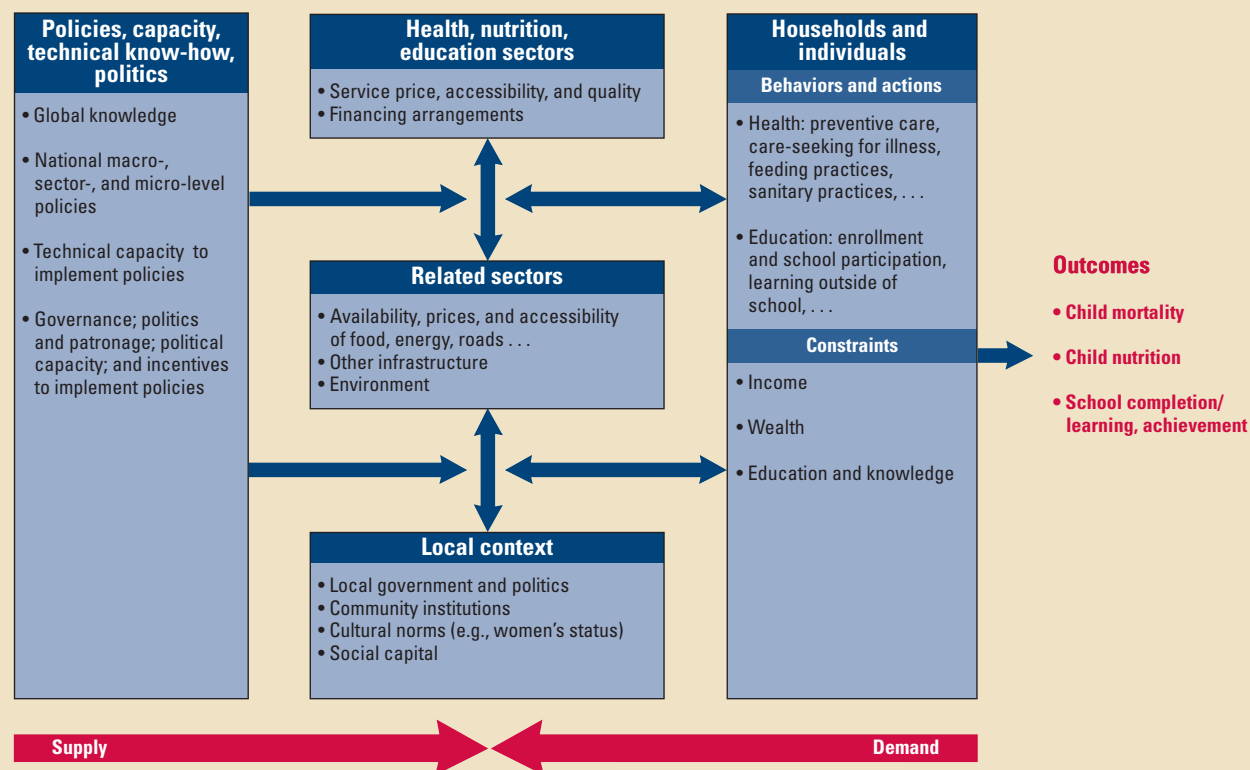 Policies, capacity,
technical know-how,
politics
• Global knowledge
• National macro-,
sector-, and micro-level
policies
• Technical capacity to
implement policies
• Governance; politics
and patronage; political
capacity; and incentives
to implement policies
Health, nutrition,
education sectors
• Service price, accessibility, and quality
• Financing arrangements
Related sectors
• Availability, prices, and accessibility
of food, energy, roads . . .
• Other infrastructure
• Environment
Local context
• Local government and politics
• Community institutions
• Cultural norms (e.g., women’s status)
• Social capital
Households and
individuals
Behaviors and actions
• Health: preventive care,
care-seeking for illness,
feeding practices,
sanitary practices, . . .
• Education: enrollment
and school participation,
learning outside of
school, . . .
Constraints
• Income
• Wealth
• Education and knowledge
Outcomes
• Child mortality
• Child nutrition
• School completion/
learning, achievement
Supply
Demand